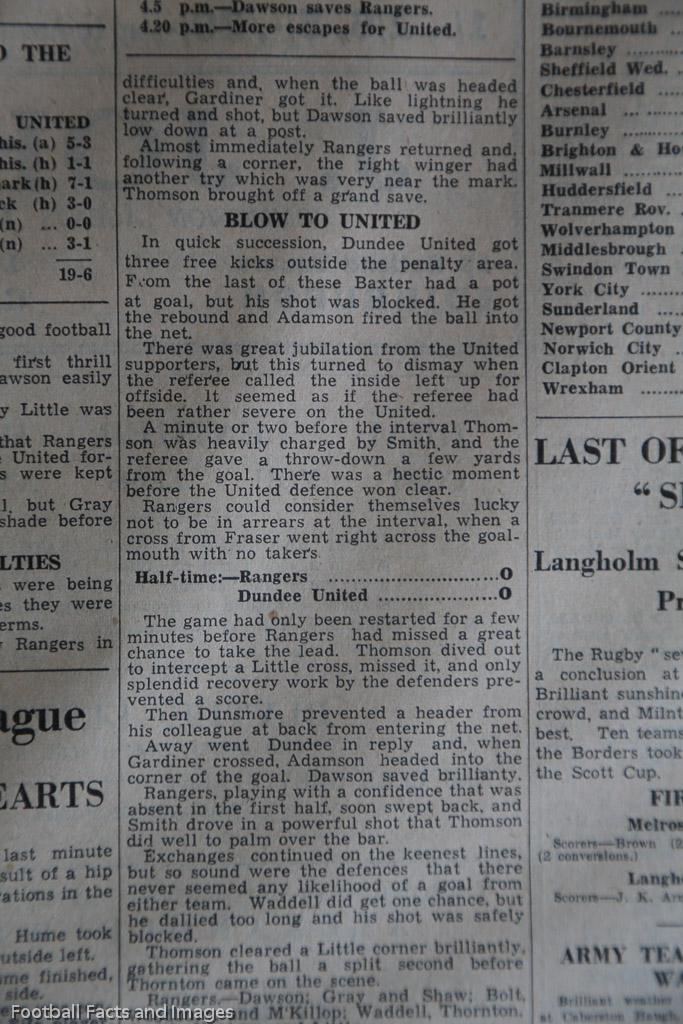 4.5 p.m.—Dawson saves Rangers.
4.20 p.m.—More escapes for United.
difficulties and, when the ball was headed
clear, Gardiner got it. Like lightning he
turned and shot, but Dawson saved brilliantly
low down at a post.
Almost immediately Rangers returned and,
following a corner, the right winger had
another try which was very near the mark.
Thomson brought off a grand save.
BLOW TO UNITED
In quick succession, Dundee United got
three free kicks outside the penalty area.
From the last of these Baxter had a pot
at goal, but his shot was blocked. He got
the rebound and Adamson fired the ball into
the net.
There was great jubilation from the United
supporters, but this turned to dismay when
the referee called the inside left up for
offside. It seemed as if the referee had
been rather severe on the United.
A minute or two before the interval Thom-
son was heavily charged by Smith, and the
referee gave a throw-down a few yards
from the goal. There was a hectic moment
before the United defence won clear.
Rangers could consider themselves lucky
not to be in arrears at the interval, when a
cross from Fraser went right across the goal-
mouth with no takers.
Half-time:—Rangers ..............................0
Dundee United .....................0
The game had only been restarted for a few
minutes before Rangers had missed a great
chance to take the lead. Thomson dived out
to intercept a Little cross, missed it, and only
splendid recovery work by the defenders pre-
vented a score.
Then Dunsmore prevented a header from
his colleague at back from entering the net.
Away went Dundee in reply and, when
Gardiner crossed, Adamson headed into the
corner of the goal. Dawson saved brillianty.
Rangers, playing with a confidence that was
absent in the first half, soon swept back, and
Smith drove in a powerful shot that Thomson
did well to palm over the bar.
Exchanges continued on the keenest lines,
but so sound were the defences that there
never seemed any likelihood of a goal from
either team. Waddell did get one chance, but
he dallied too long and his shot was safely
blocked.
Thomson cleared a Little corner brilliantly,
gathering the ball a split second before
Thornton came on the scene.
Rangers.—Dawson; Gray and Shaw; Bolt,
and M'Killop; Waddell, Thornton,
THE
UNITED
his. (a) 5-3
his. (h) 1-1
ark (h) 7-1
ck (h) 3-0
(n) ... 0-0
(n) ... 3-1
19-6
good football
first thrill
awson easily
y Little was
that Rangers
United for-
s were kept
l, but Gray
shade before
LTIES
were being
es they were
erms.
Rangers in
ague
EARTS
last minute
sult of a hip
ations in the
Hume took
utside left.
me finished,
side.
Birmingham
Bournemouth
Barnsley
Sheffield Wed.
Chesterfield
Arsenal
Burnley
Brighton & Ho
Millwall
Huddersfield
Tranmere Rov.
Wolverhampton
Middlesbrough
Swindon Town
York City
Sunderland
Newport County
Norwich City
Clapton Orient
Wrexham
LAST OF
“ S
Langholm S
Pr
The Rugby “ se
a conclusion at
Brilliant sunshin
crowd, and Miln
best. Ten teams
the Borders took
the Scott Cup.
FIR
Melros
Scorers—Brown (2
(2 conversions.)
Langh
Scorers—J. K. Ar
ARMY TEA
W
Brilliant weather
Football Facts and Images